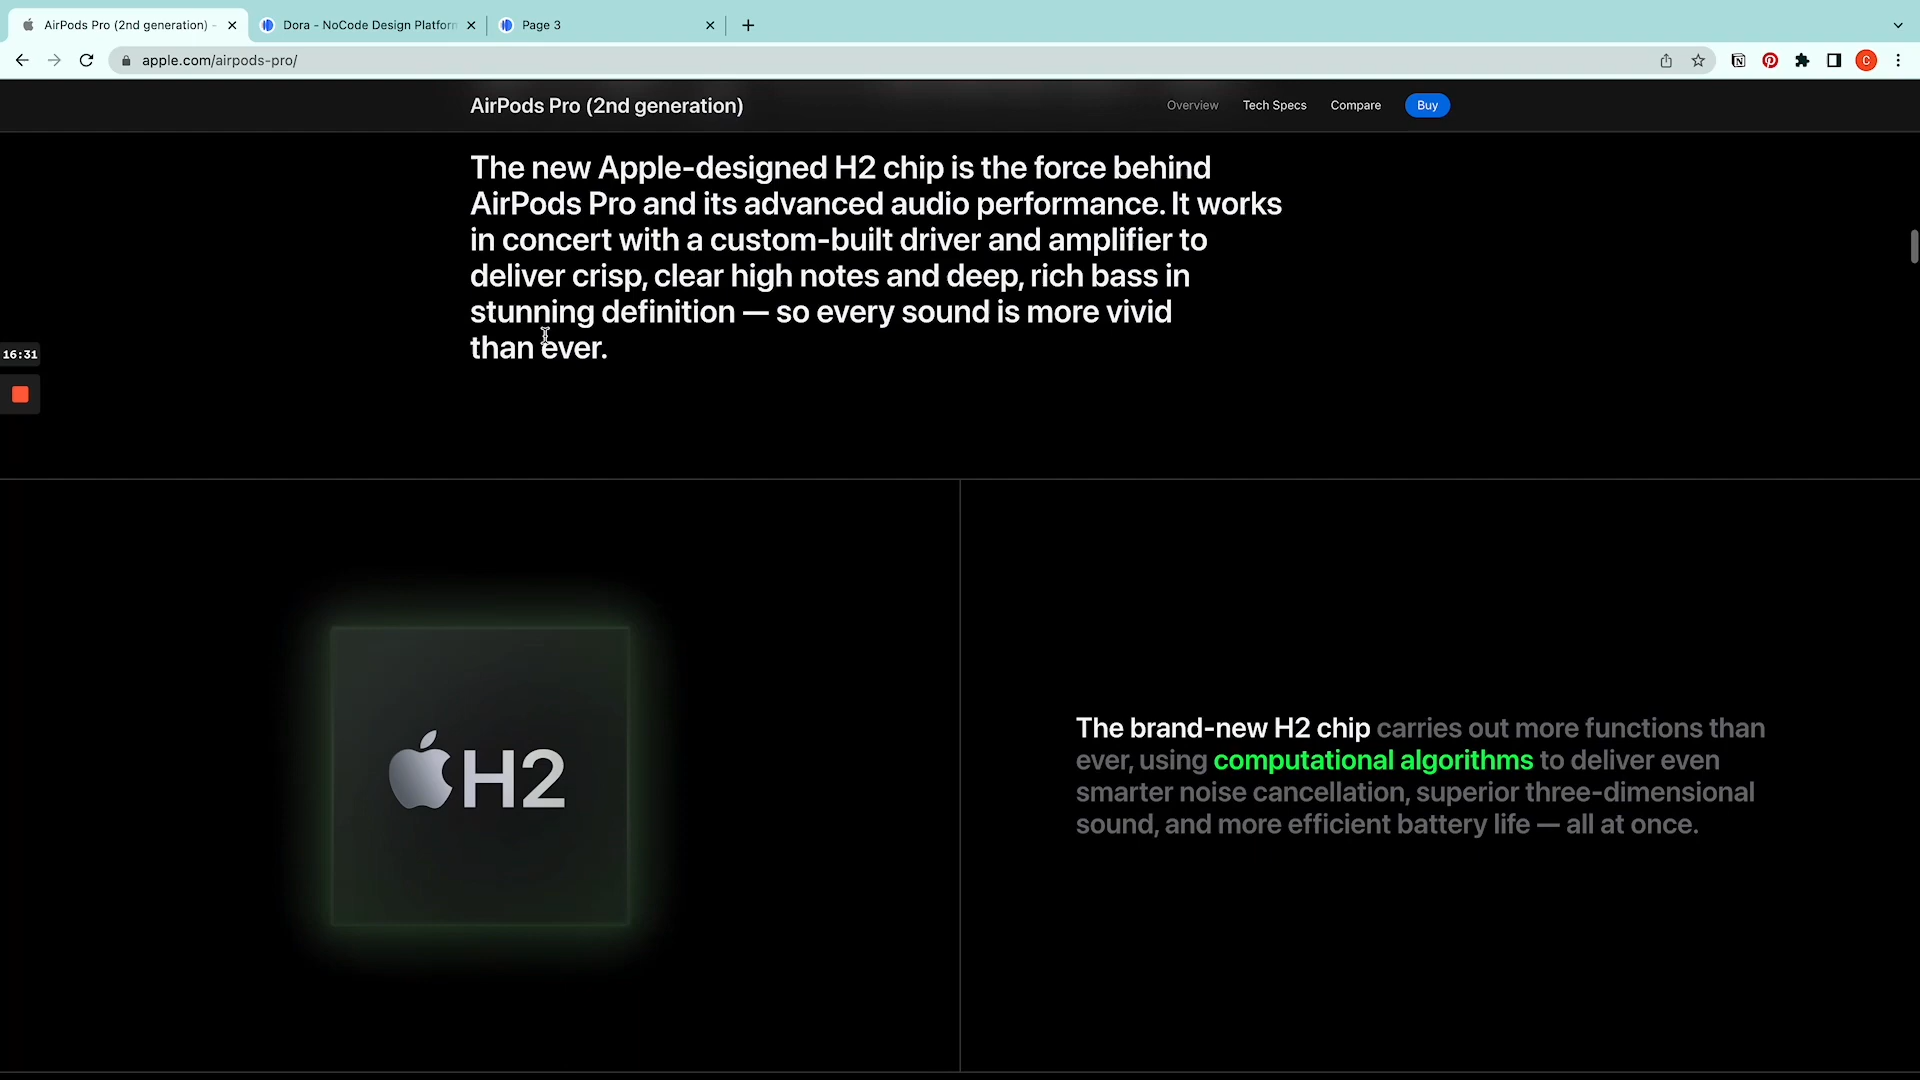 AirPods Pro (2nd generation) -
Dora - NoCode Design Platform
Page 3
apple.com/airpods-pro/
C
AirPods Pro (2nd generation)
Overview
Tech Specs
Compare
Buy
The new Apple-designed H2 chip is the force behind
AirPods Pro and its advanced audio performance. It works
in concert with a custom-built driver and amplifier to
deliver crisp, clear high notes and deep, rich bass in
stunning definition — so every sound is more vivid
than ever.
16:31
H2
The brand-new H2 chip carries out more functions than
ever, using computational algorithms to deliver even
smarter noise cancellation, superior three-dimensional
sound, and more efficient battery life — all at once.